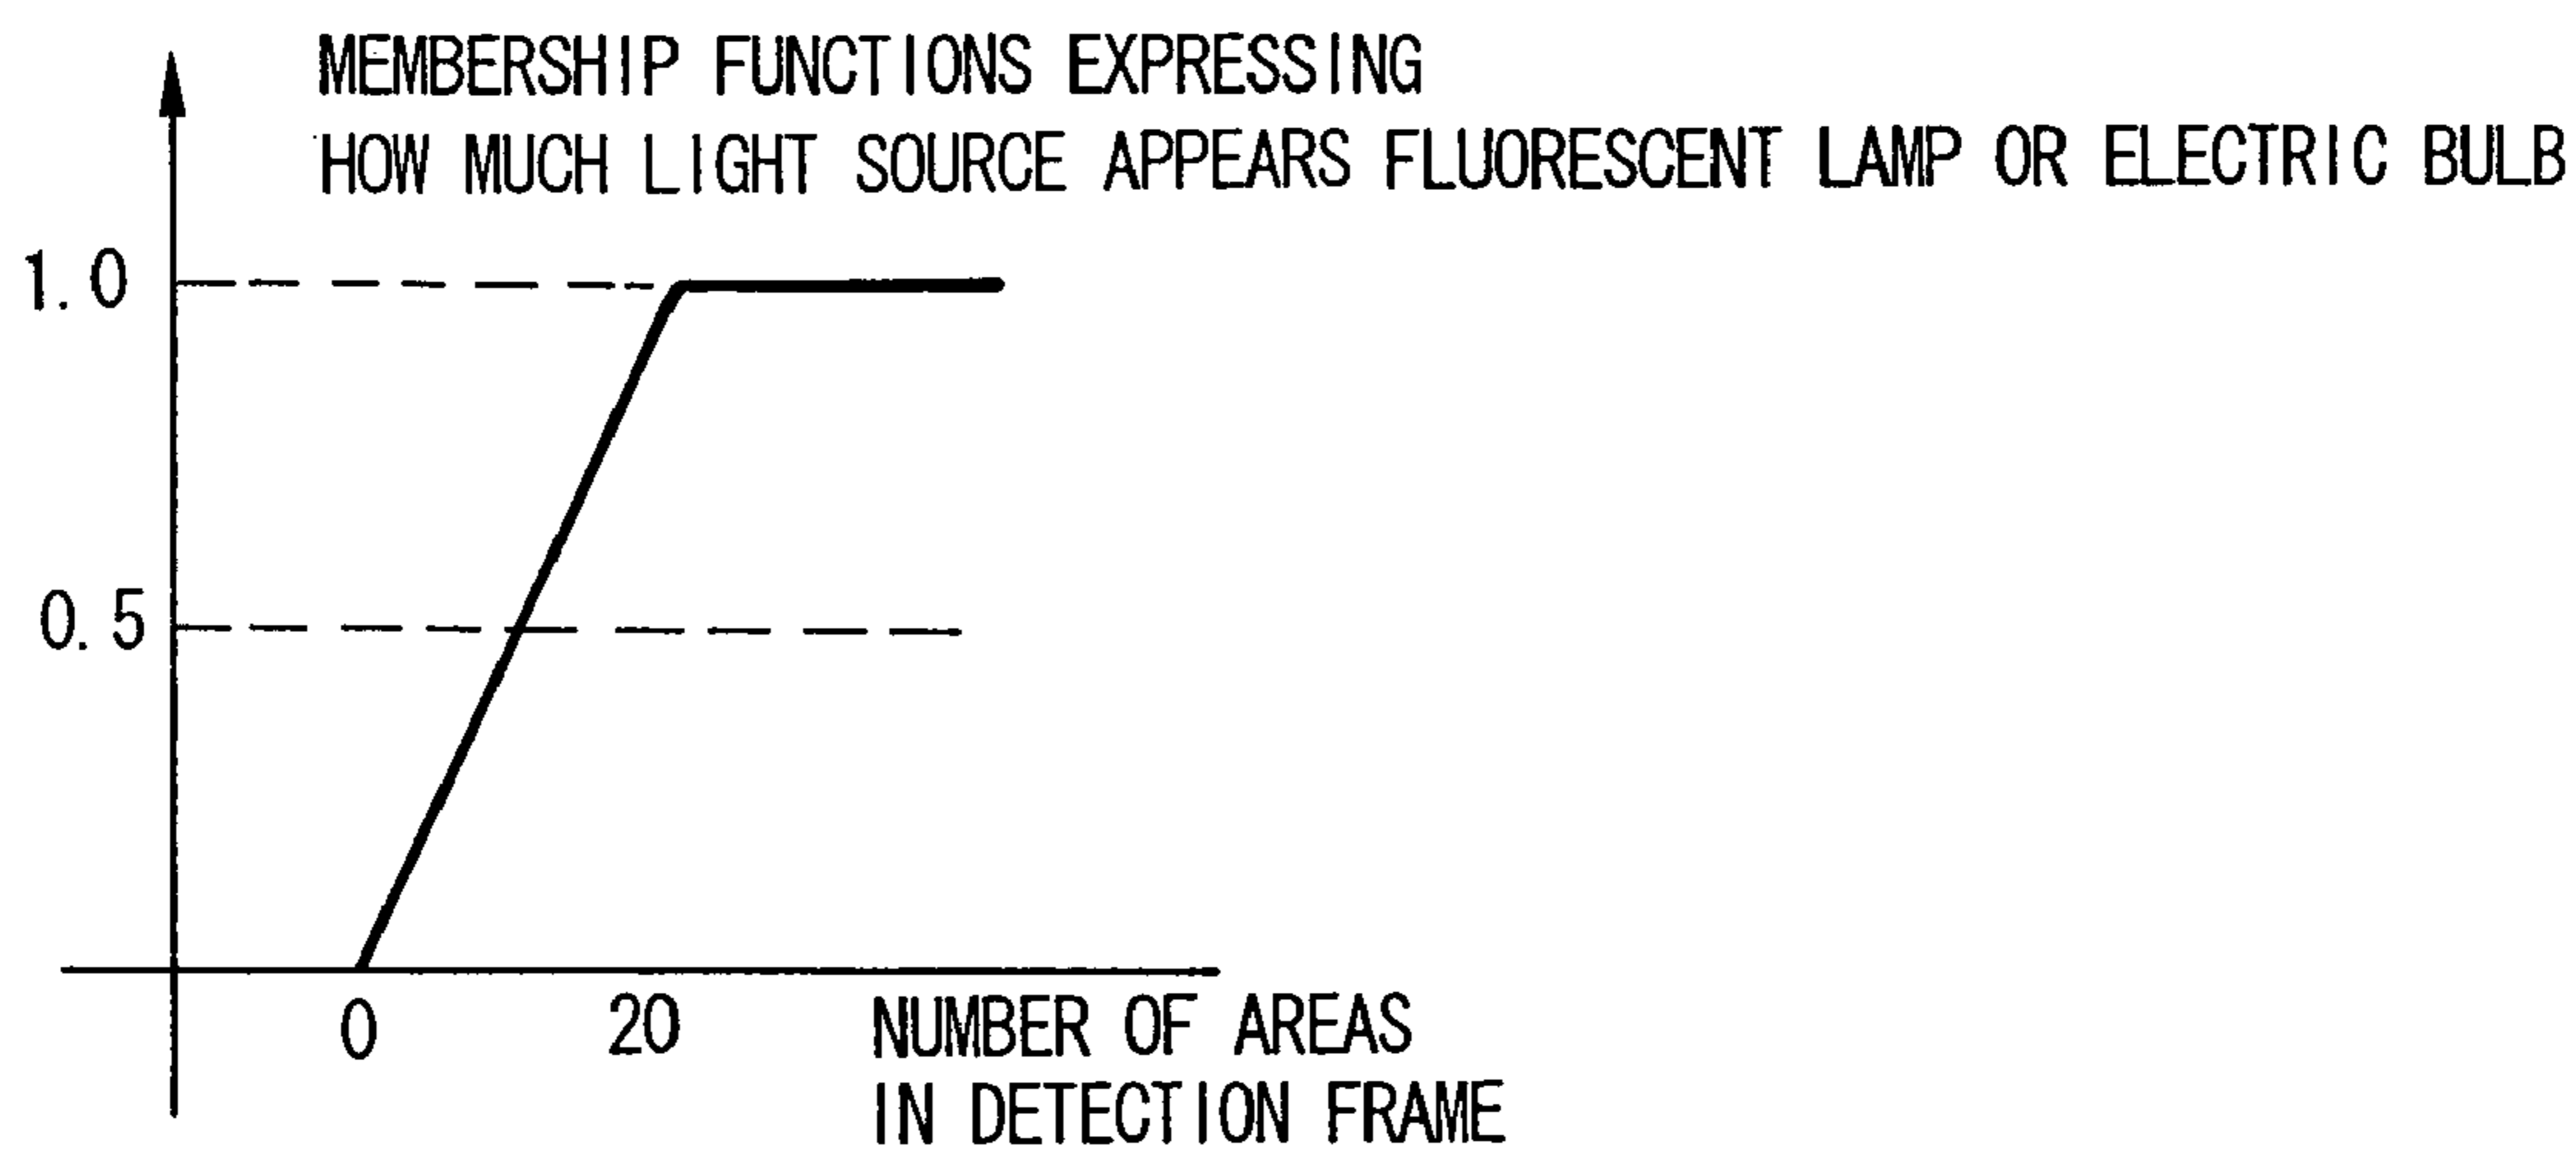 MEMBERSHIP FUNCTIONS EXPRESSING
HOW MUCH LIGHT SOURCE APPEARS FLUORESCENT LAMP OR ELECTRIC BULB
1.0
0.5
0
20
NUMBER OF AREAS
IN DETECTION FRAME